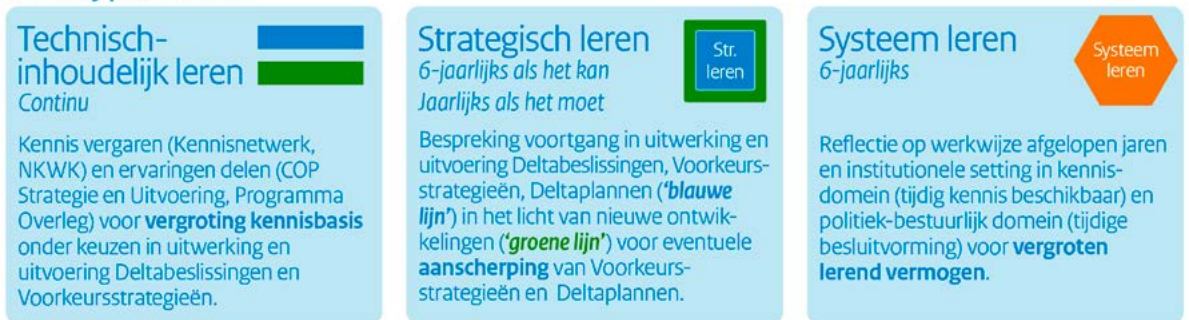 Technisch-
inhoudelijk leren
Continu
Kennis vergaren (Kennisnetwerk,
NKWK) en ervaringen delen (COP
Strategie en Uitvoering, Programma
Overleg) voor vergroting kennisbasis
onder keuzen in uitwerking en
uitvoering Deltabeslissingen en
Voorkeursstrategieën.
Strategisch leren
6-jaarlijks als het kan
Jaarlijks als het moet
Str.
leren
Bespreking voortgang in uitwerking en
uitvoering Deltabeslissingen, Voorkeurs-
strategieën, Deltaplannen ('blauwe
lijn') in het licht van nieuwe ontwik-
kelingen ('groene lijn') voor eventuele
aanscherping van Voorkeurs-
strategieën en Deltaplannen.
Systeem leren
6-jaarlijks
Systeem
leren
Reflectie op werkwijze afgelopen jaren
en institutionele setting in kennis-
domein (tijdig kennis beschikbaar) en
politiek-bestuurlijk domein (tijdige
besluitvorming) voor vergroten
lerend vermogen.